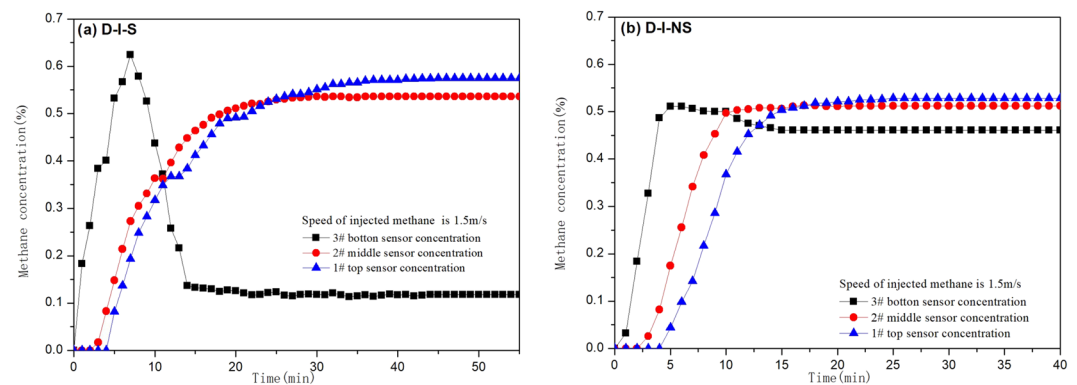 (a) D-I-S
Methane concentration(%)
0.7
0.6
0.5
0.4
0.3
0.2
0.1
0.0
Speed of injected methane is 1.5m/s
3# botton sensor concentration
2# middle sensor concentration
1# top sensor concentration
0 10 20 30 40 50
Time(min)
(b) D-I-NS
Methane concentration(%)
0.7
0.6
0.5
0.4
0.3
0.2
0.1
0.0
Speed of injected methane is 1.5m/s
3# botton sensor concentration
2# middle sensor concentration
1# top sensor concentration
0 5 10 15 20 25 30 35 40
Time(min)